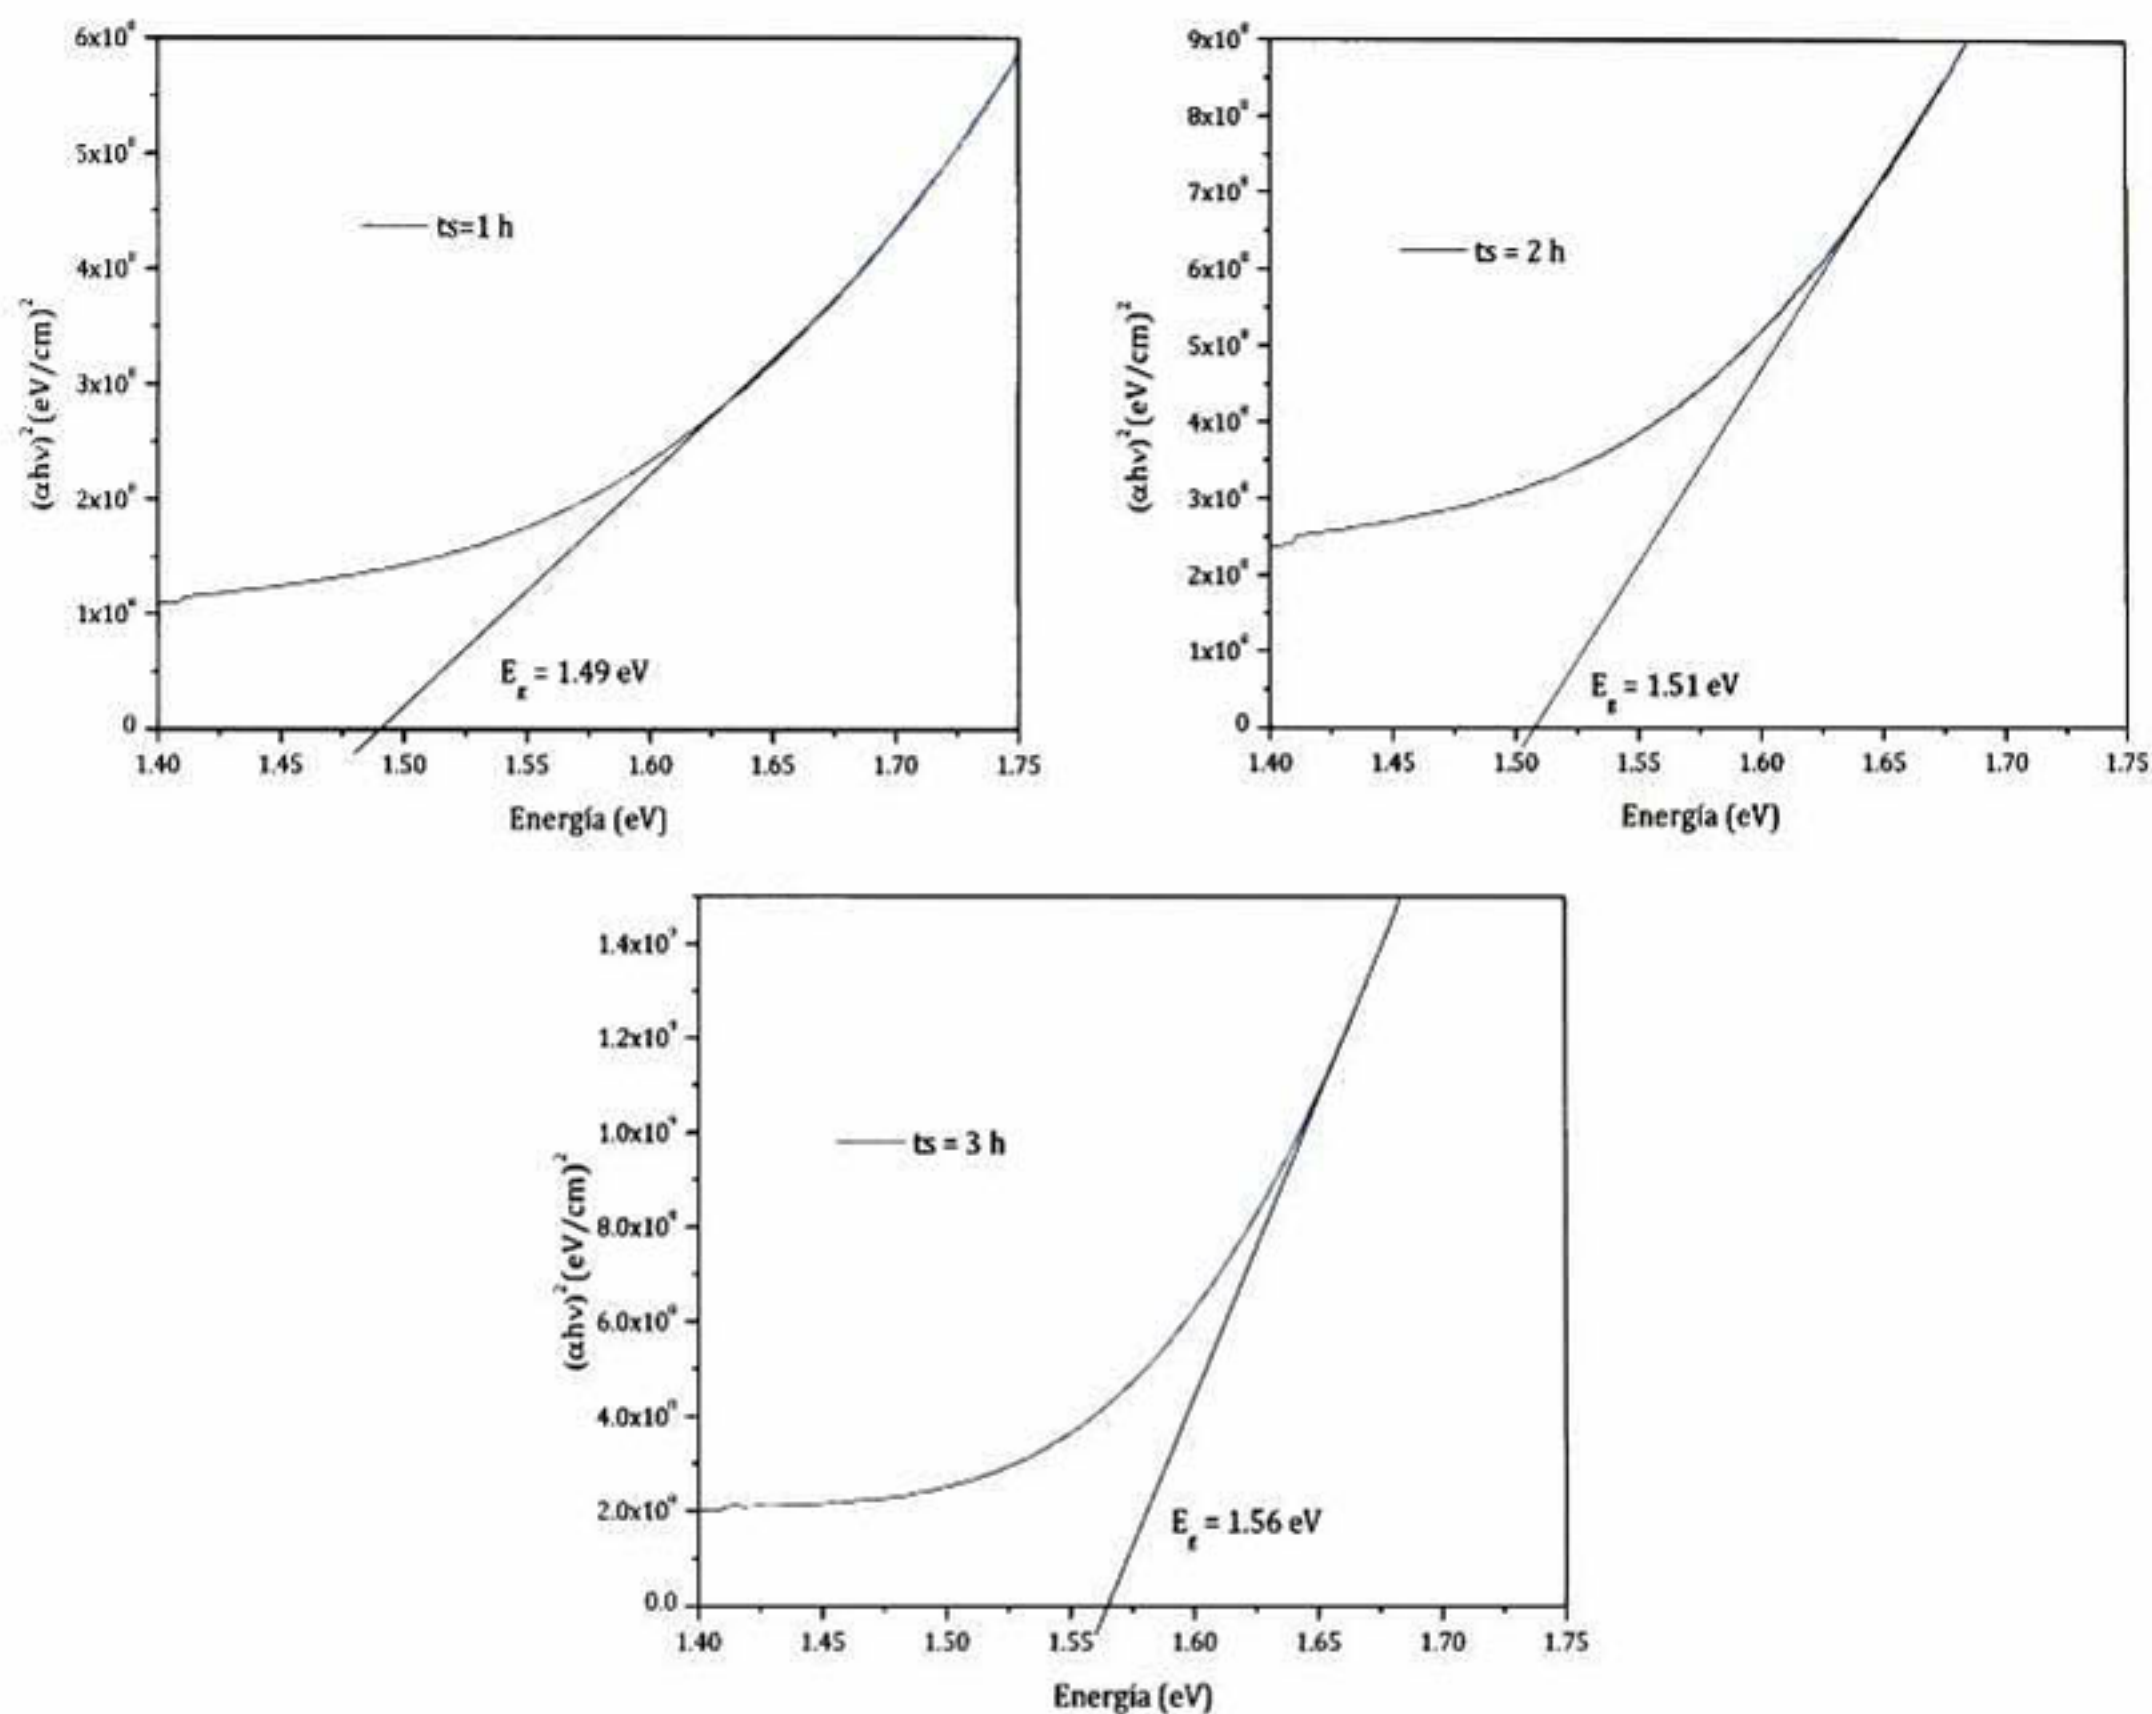 6x10⁸
5x10⁸
4x10⁸
3x10⁸
2x10⁸
1x10⁸
0
(αhν)² (eV/cm)²
ts=1 h
E_g = 1.49 eV
1.40 1.45 1.50 1.55 1.60 1.65 1.70 1.75
Energía (eV)
9x10⁸
8x10⁸
7x10⁸
6x10⁸
5x10⁸
4x10⁸
3x10⁸
2x10⁸
1x10⁸
0
(αhν)² (eV/cm)²
ts = 2 h
E_g = 1.51 eV
1.40 1.45 1.50 1.55 1.60 1.65 1.70 1.75
Energía (eV)
1.4x10⁹
1.2x10⁹
1.0x10⁹
8.0x10⁸
6.0x10⁸
4.0x10⁸
2.0x10⁸
0.0
(αhν)² (eV/cm)²
ts = 3 h
E_g = 1.56 eV
1.40 1.45 1.50 1.55 1.60 1.65 1.70 1.75
Energía (eV)